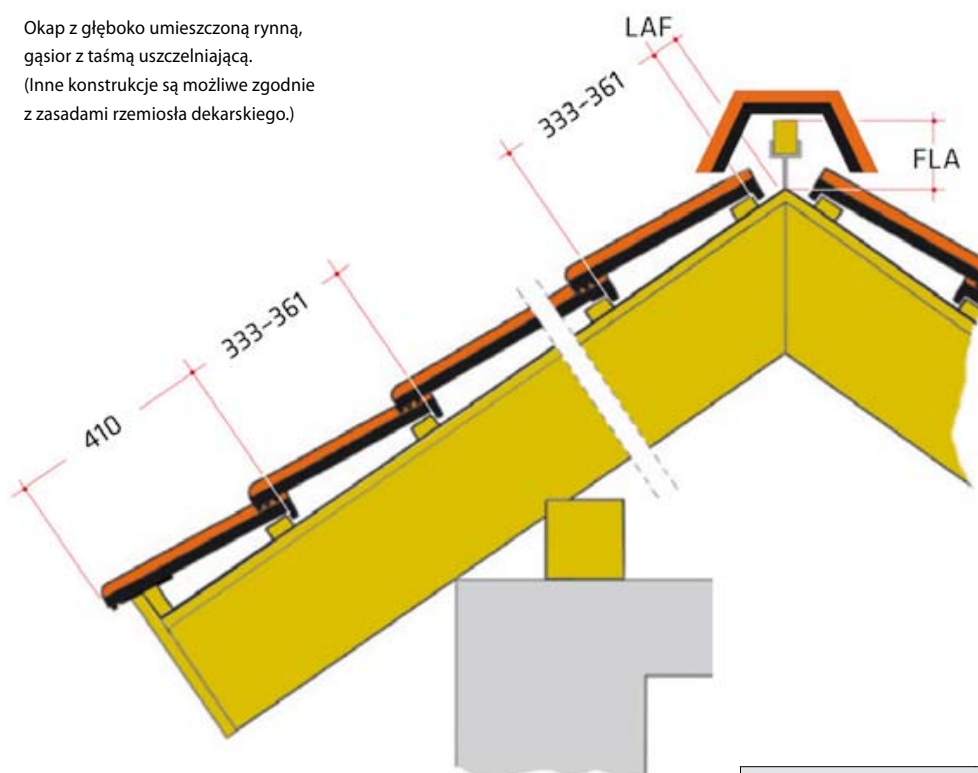 Okap z głęboko umieszczoną rynną,
gąsior z taśmą uszczelniającą.
(Inne konstrukcje są możliwe zgodnie
z zasadami rzemiosła dekarskiego.)
LAF
333–361
FLA
333–361
410